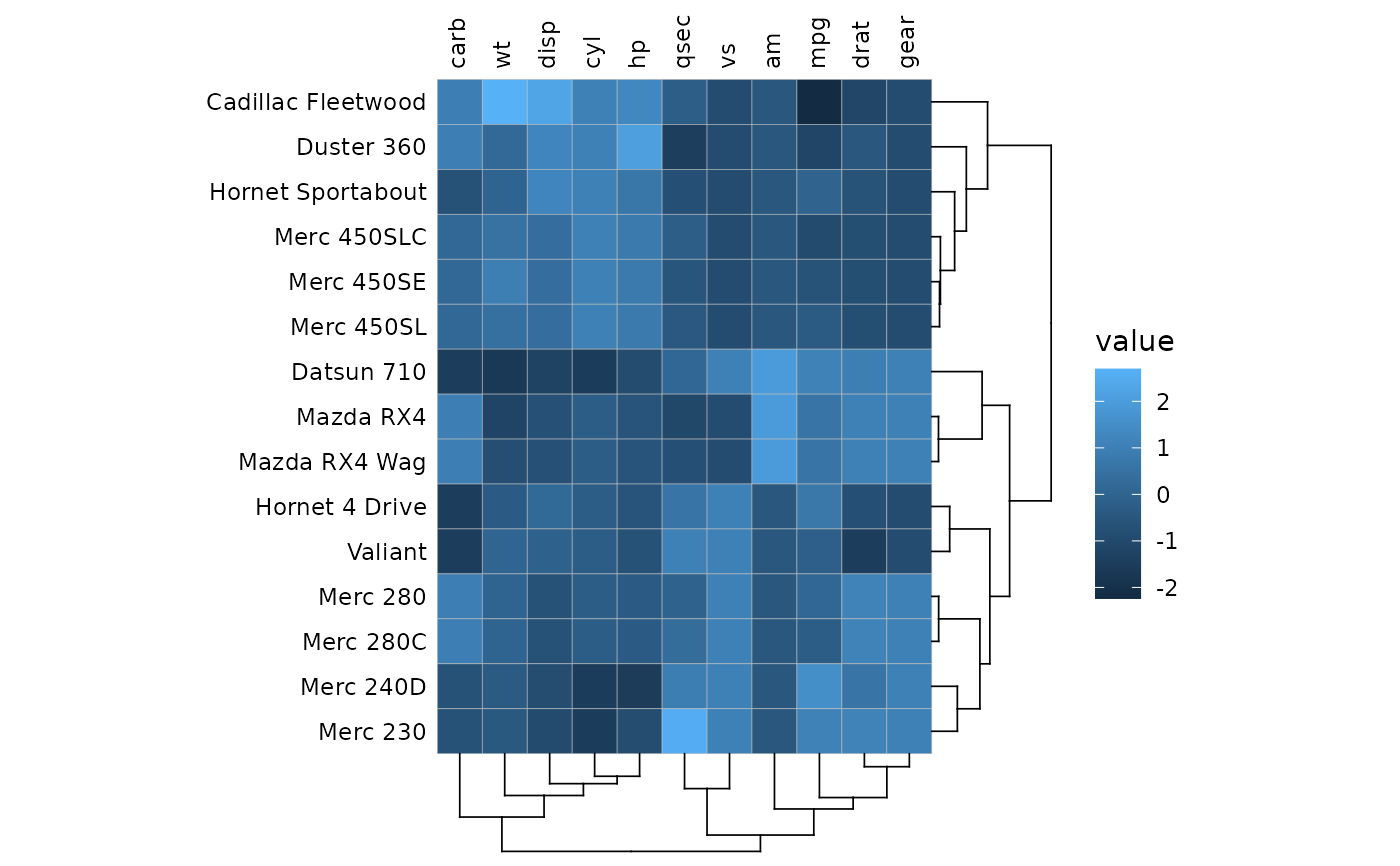 carb
wt
disp
cyl
hp
qsec
vs
am
mpg
drat
gear
Cadillac Fleetwood
Duster 360
Hornet Sportabout
Merc 450SLC
Merc 450SE
Merc 450SL
Datsun 710
Mazda RX4
Mazda RX4 Wag
Hornet 4 Drive
Valiant
Merc 280
Merc 280C
Merc 240D
Merc 230
value
2
1
0
-1
-2